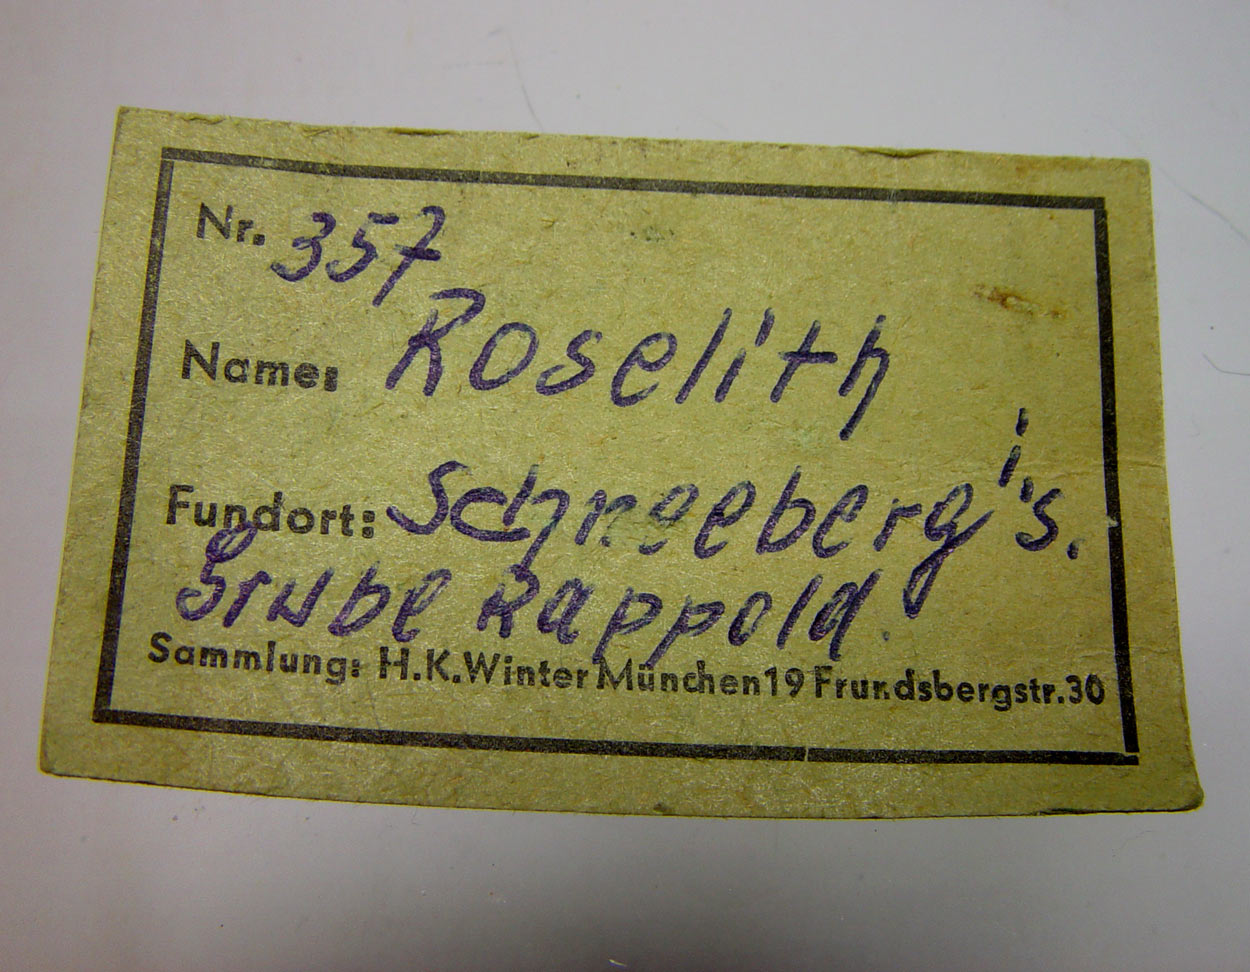 Nr. 357
Name: Roselith
Fundort: Schneeberg i's.
Grube Rappold.
Sammlung: H.K.Winter München 19 Frundsbergstr.30